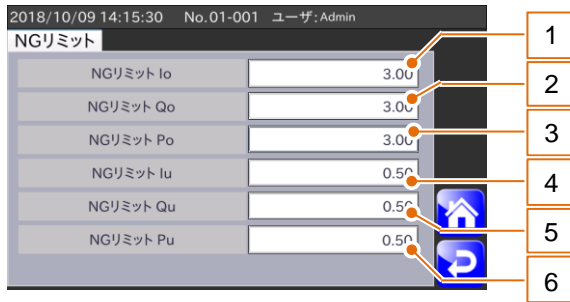 2018/10/09 14:15:30 No.01-001 ユーザ:Admin
NGリミット
NGリミット Io 3.00 1
NGリミット Qo 3.00 2
NGリミット Po 3.00 3
NGリミット Iu 0.50 4
NGリミット Qu 0.50 5
NGリミット Pu 0.50 6